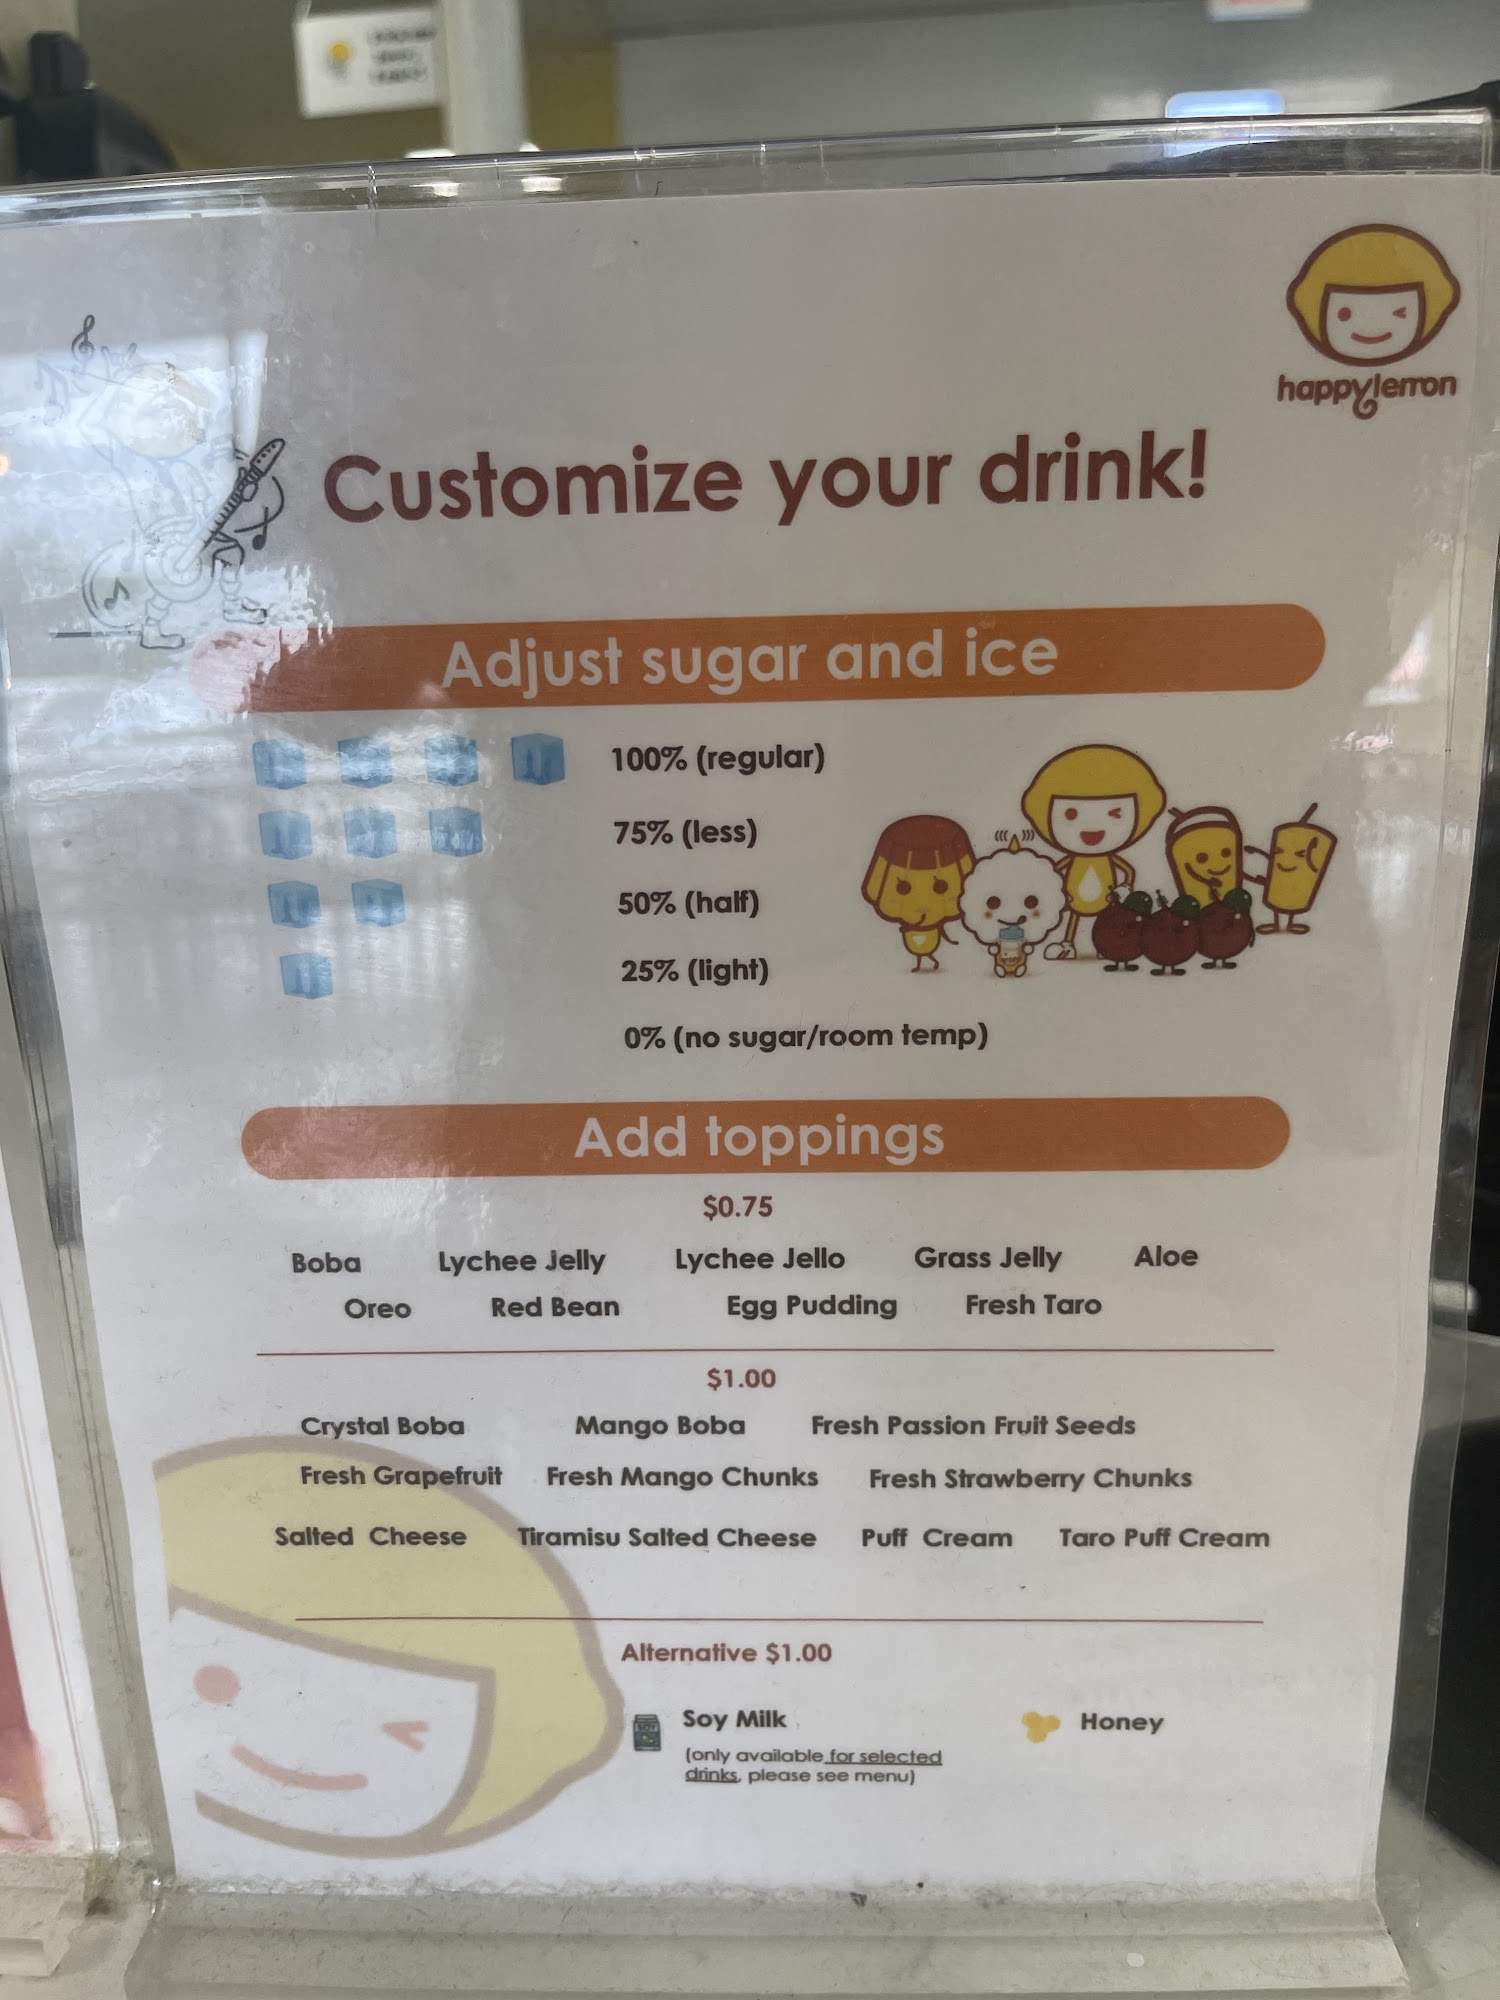 happylemon
Customize your drink!
Adjust sugar and ice
100% (regular)
75% (less)
50% (half)
25% (light)
0% (no sugar/room temp)
Add toppings
$0.75
Boba Lychee Jelly Lychee Jello Grass Jelly Aloe
Oreo Red Bean Egg Pudding Fresh Taro
$1.00
Crystal Boba Mango Boba Fresh Passion Fruit Seeds
Fresh Grapefruit Fresh Mango Chunks Fresh Strawberry Chunks
Salted Cheese Tiramisu Salted Cheese Puff Cream Taro Puff Cream
Alternative $1.00
SOY
Soy Milk Honey
(only available for selected
drinks, please see menu)